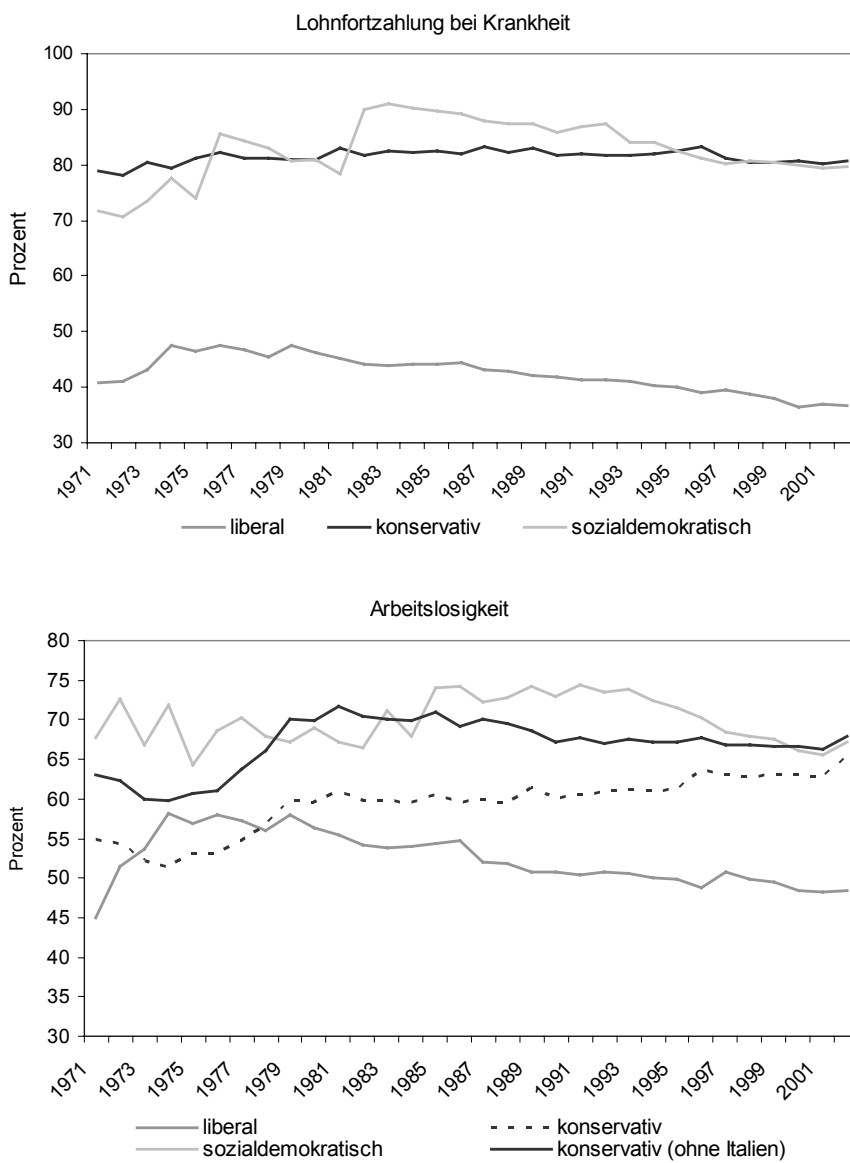 Lohnfortzahlung bei Krankheit
100
90
80
70
60
50
40
30
Prozent
1971 1973 1975 1977 1979 1981 1983 1985 1987 1989 1991 1993 1995 1997 1999 2001
liberal konservativ sozialdemokratisch
Arbeitslosigkeit
80
75
70
65
60
55
50
45
40
35
30
Prozent
1971 1973 1975 1977 1979 1981 1983 1985 1987 1989 1991 1993 1995 1997 1999 2001
liberal konservativ
sozialdemokratisch konservativ (ohne Italien)